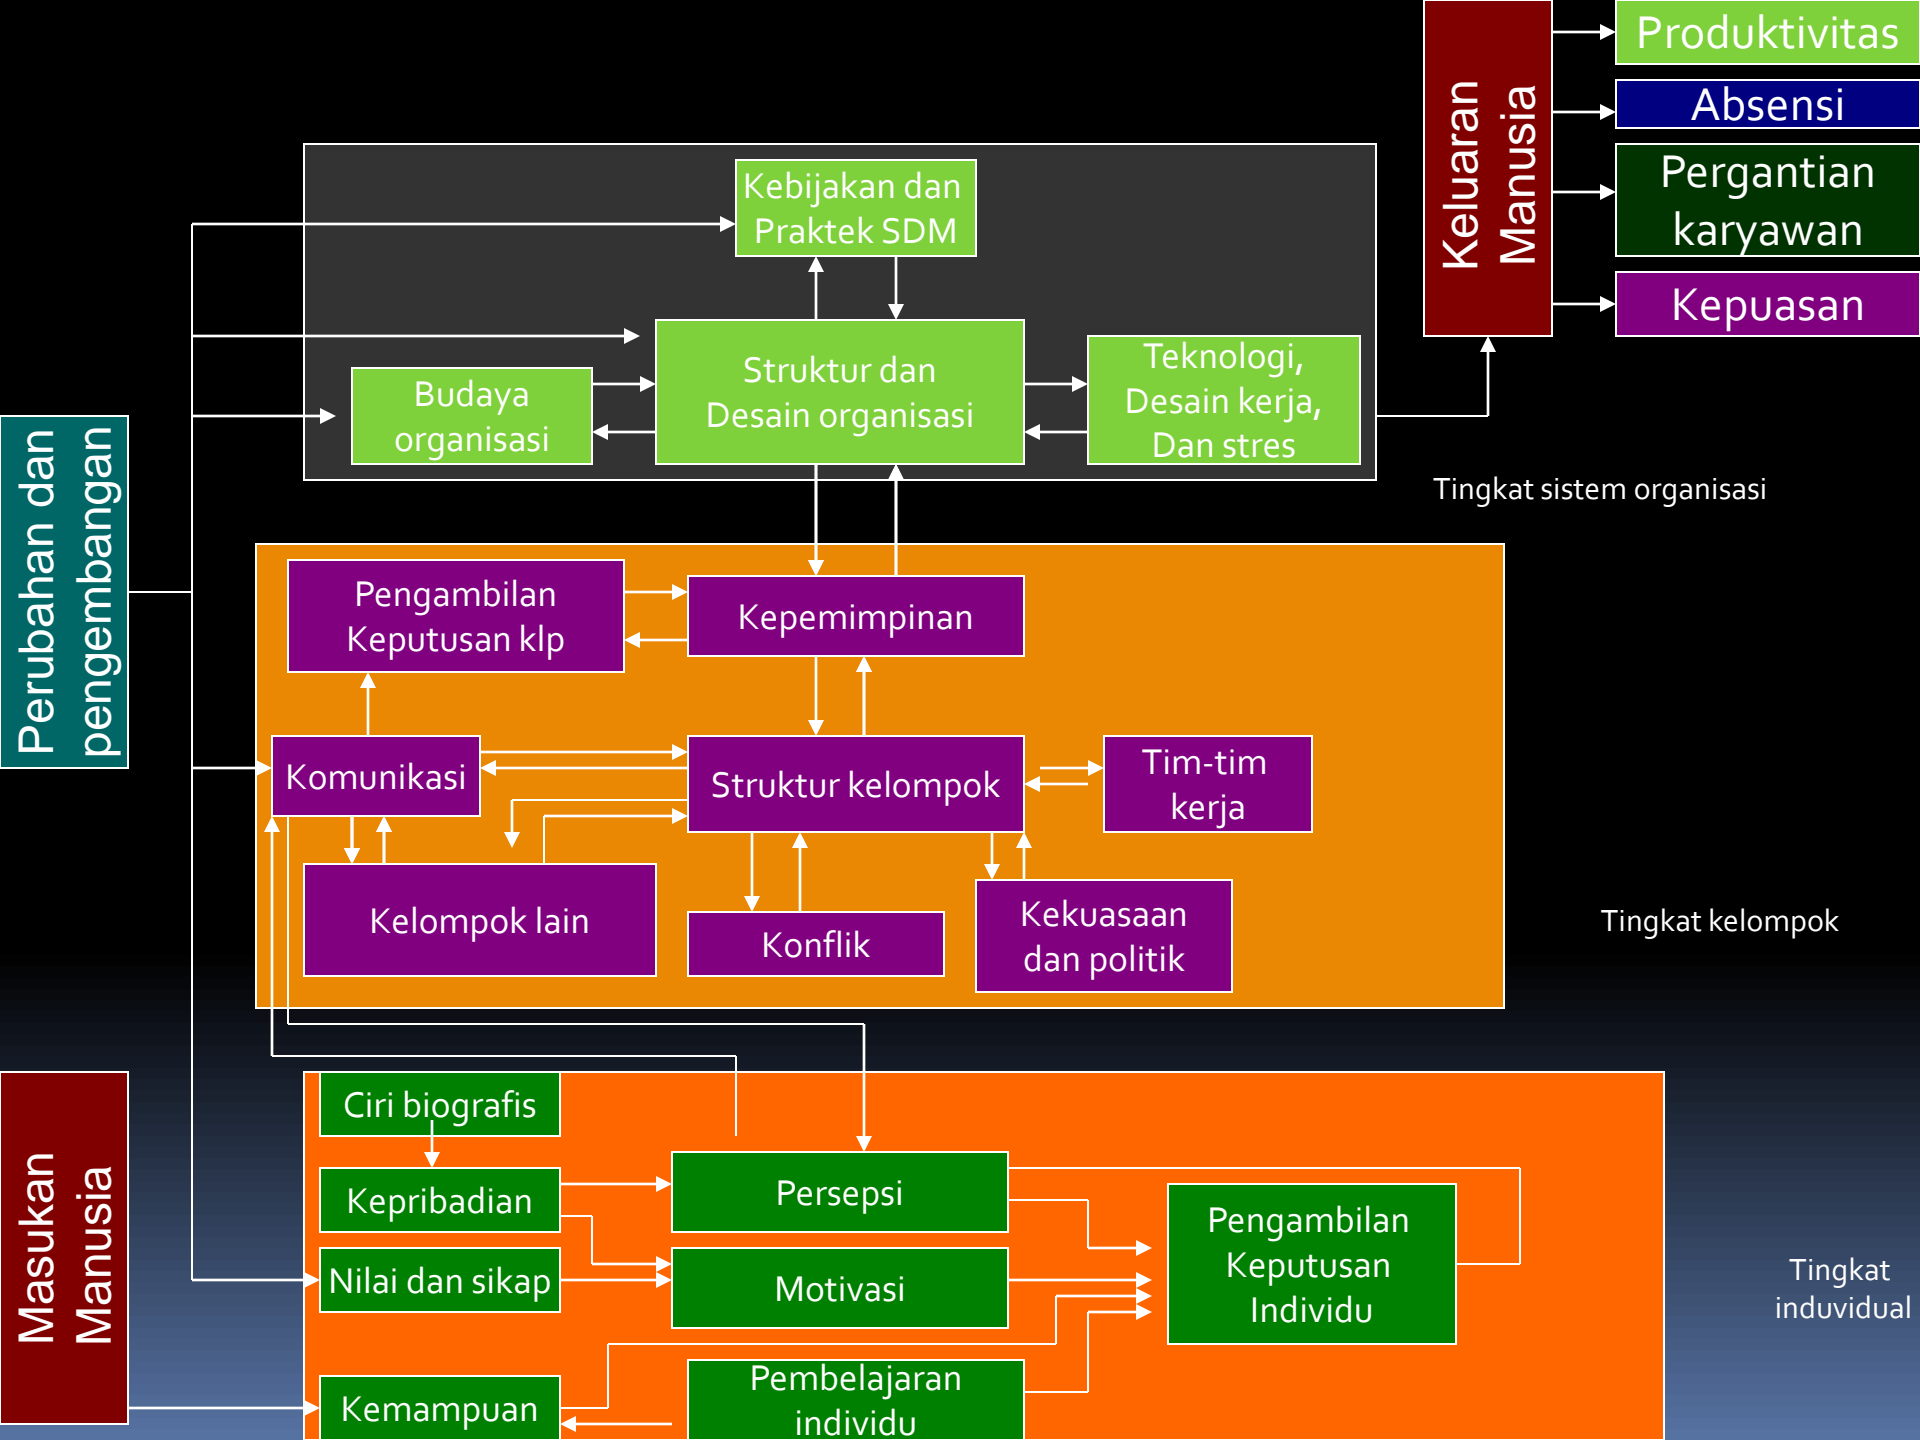 Produktivitas
Absensi
Pergantian
karyawan
Kepuasan
Keluaran
Manusia
Kebijakan dan
Praktek SDM
Struktur dan
Desain organisasi
Budaya
organisasi
Teknologi,
Desain kerja,
Dan stres
Tingkat sistem organisasi
Perubahan dan
pengembangan
Pengambilan
Keputusan klp
Kepemimpinan
Komunikasi
Struktur kelompok
Tim-tim
kerja
Kelompok lain
Konflik
Kekuasaan
dan politik
Tingkat kelompok
Masukan
Manusia
Ciri biografis
Kepribadian
Nilai dan sikap
Kemampuan
Persepsi
Motivasi
Pembelajaran
individu
Pengambilan
Keputusan
Individu
Tingkat
induvidual